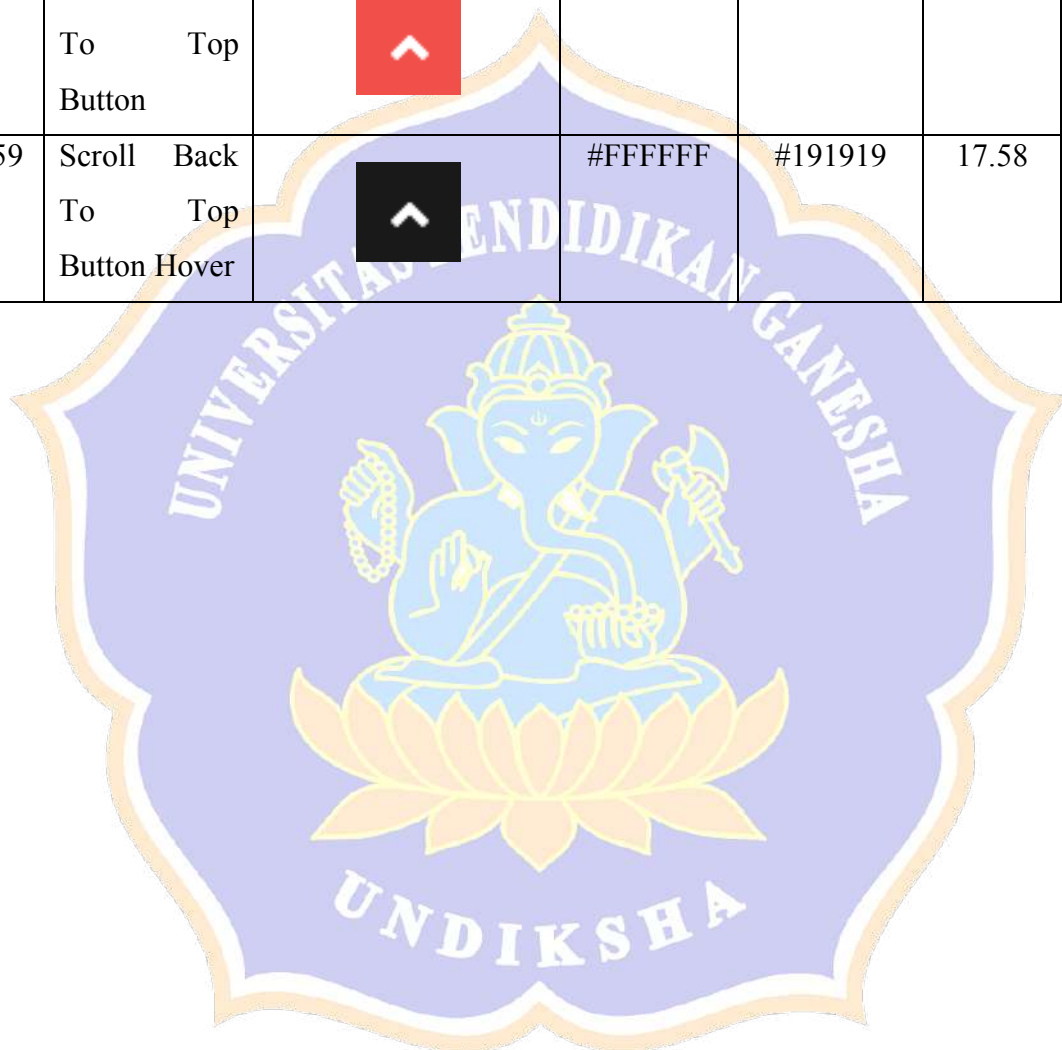 To Top
Button
59 Scroll Back #FFFFFF #191919 17.58
To Top
Button Hover
UNIVERSITAS PENDIDIKAN GANESHA
UNDIKSHA